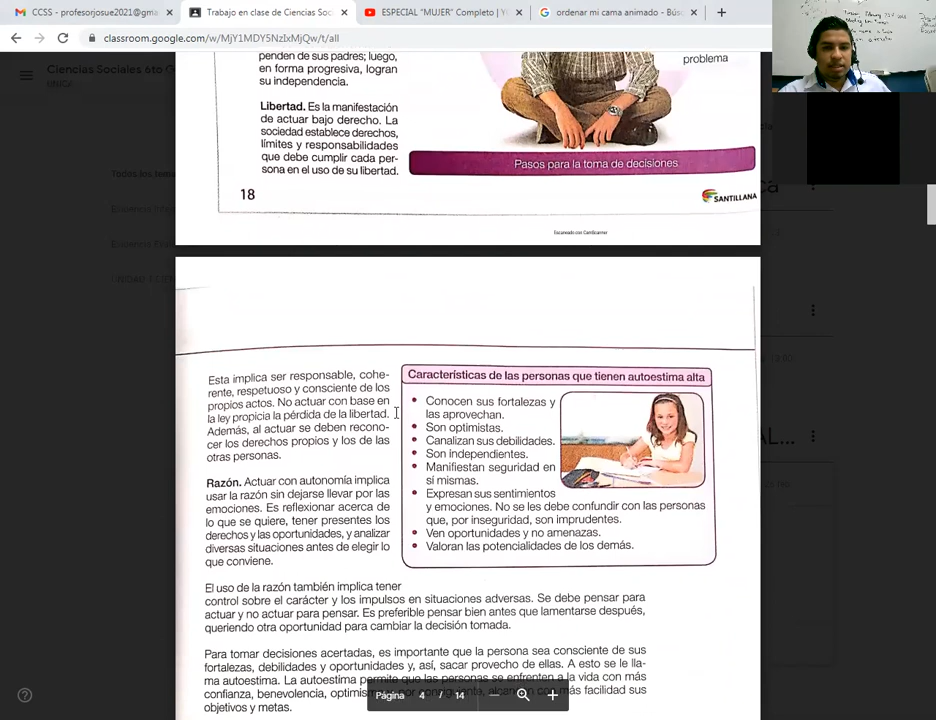 CCSS - profesorjosue2021@gma
Trabajo en clase de Ciencias Soc
ESPECIAL "MUJER" Completo | YO
ordenar mi cama animado - Bús
classroom.google.com/w/MjY1MDY5NzIxMjQw/t/all
Ciencias Sociales 6to G
Todos los tem
penden de sus padres; luego,
en forma progresiva, logran
su independencia.
problema
Libertad. Es la manifestación
de actuar bajo derecho. La
sociedad establece derechos,
límites y responsabilidades
que debe cumplir cada per-
sona en el uso de su libertad.
Pasos para la toma de decisiones.
18
SANTILLANA
Escaneado con CamScanner
Esta implica ser responsable, cohe-
rente, respetuoso y consciente de los
propios actos. No actuar con base en
la ley propicia la pérdida de la libertad.
Además, al actuar se deben recono-
cer los derechos propios y los de las
otras personas.
Razón. Actuar con autonomía implica
usar la razón sin dejarse llevar por las
emociones. Es reflexionar acerca de
lo que se quiere, tener presentes los
derechos y las oportunidades, y analizar
diversas situaciones antes de elegir lo
que conviene.
Características de las personas que tienen autoestima alta
• Conocen sus fortalezas y
las aprovechan.
• Son optimistas.
• Canalizan sus debilidades.
• Son independientes.
• Manifiestan seguridad en
sí mismas.
• Expresan sus sentimientos
y emociones. No se les debe confundir con las personas
que, por inseguridad, son imprudentes.
• Ven oportunidades y no amenazas.
• Valoran las potencialidades de los demás.
El uso de la razón también implica tener
control sobre el carácter y los impulsos en situaciones adversas. Se debe pensar para
actuar y no actuar para pensar. Es preferible pensar bien antes que lamentarse después,
queriendo otra oportunidad para cambiar la decisión tomada.
Para tomar decisiones acertadas, es importante que la persona sea consciente de sus
fortalezas, debilidades y oportunidades y, así, sacar provecho de ellas. A esto se le lla-
ma autoestima. La autoestima permite que las personas se enfrenten a la vida con más
confianza, benevolencia, optimis con más facilidad sus
objetivos y metas.
Página 4 / 14